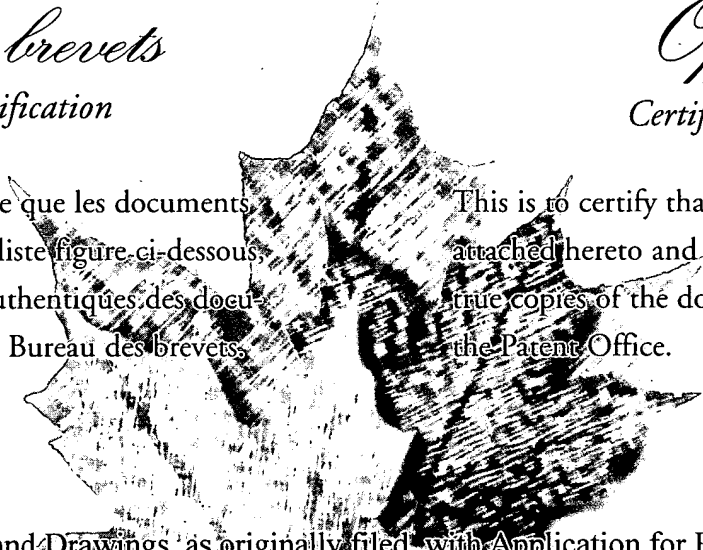 brevets
ification
e que les documents
liste figure ci-dessous,
uthentiques des docu-
Bureau des brevets.
Certif
This is to certify tha
attached hereto and
true copies of the do
the Patent Office.
and Drawings, as originally filed, with Application for P